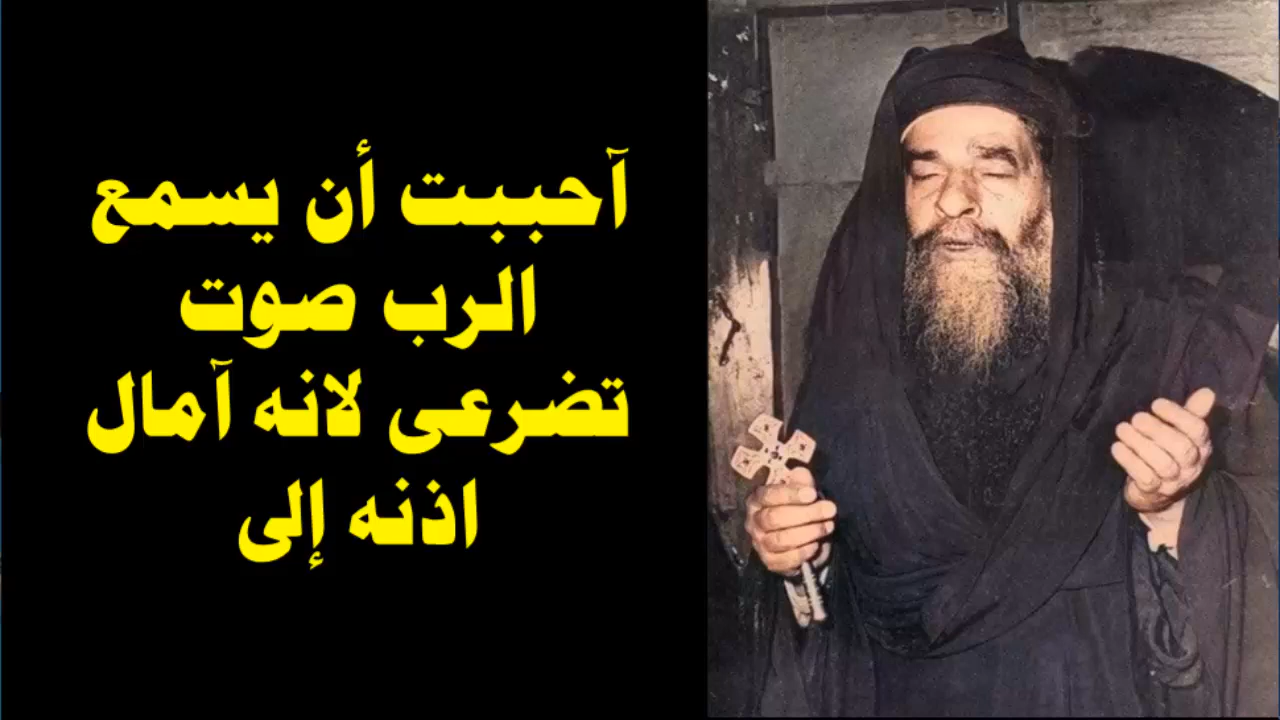 آحببت أن يسمع
الرب صوت
تضرعى لانه آمال
اذنه إلى